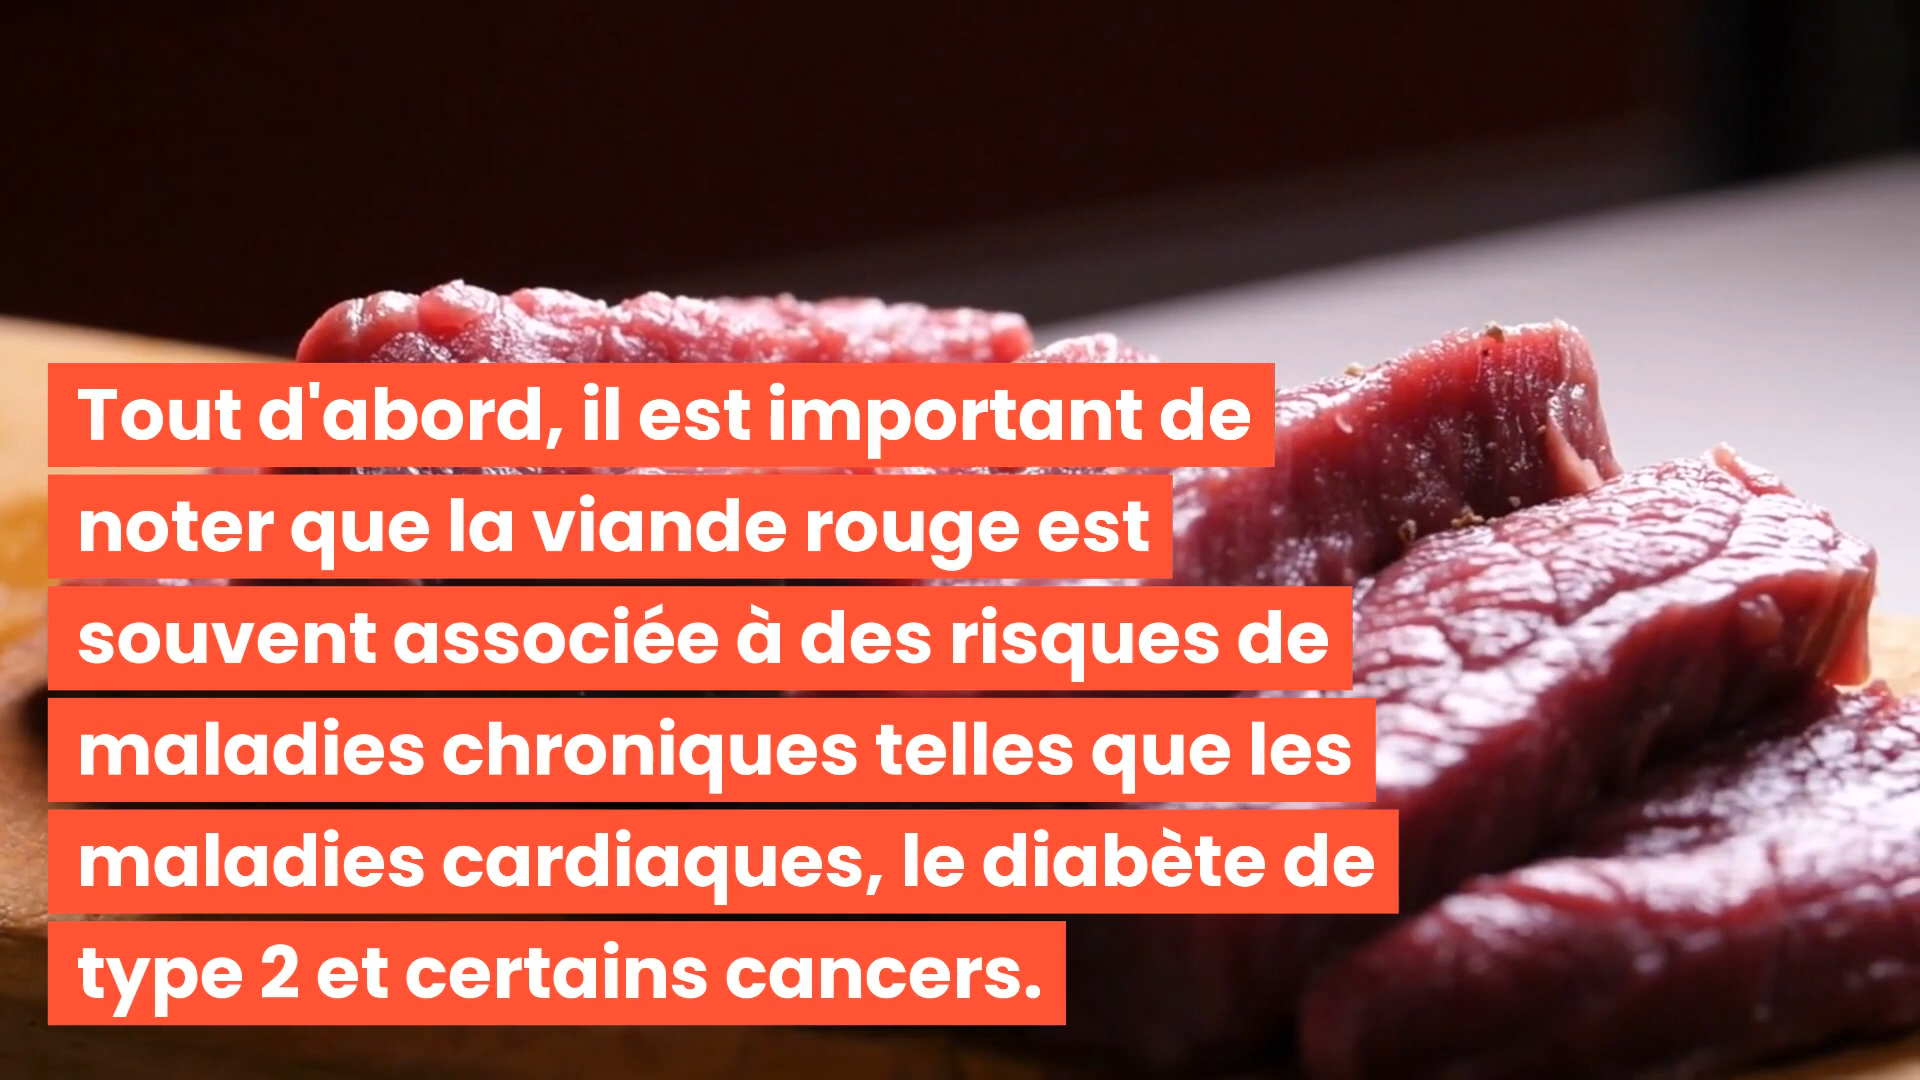 Tout d'abord, il est important de
noter que la viande rouge est
souvent associée à des risques de
maladies chroniques telles que les
maladies cardiaques, le diabète de
type 2 et certains cancers.